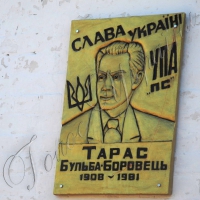 СЛАВА УКРАЇНІ
УПА
"ПС"
ТАРАС
БУЛЬБА-БОРОВЕЦЬ
1908 - 1981